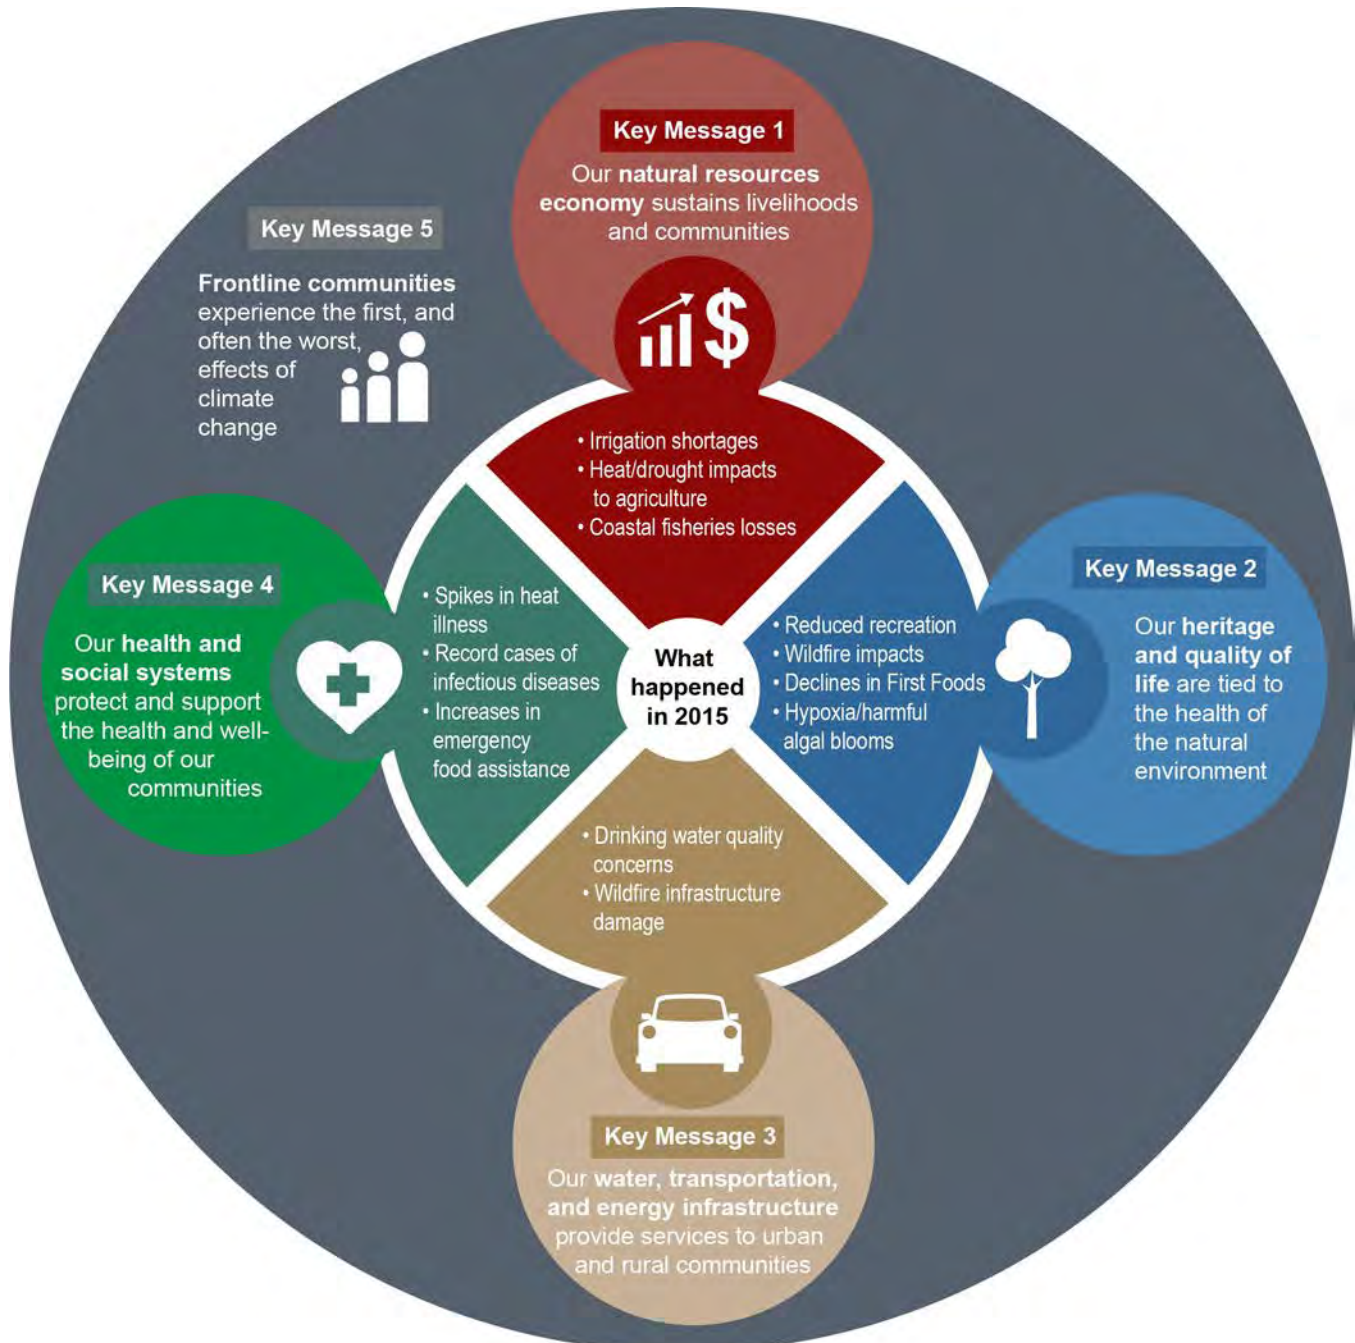 Key Message 1
Our natural resources
economy sustains livelihoods
and communities
$
Key Message 5
Frontline communities
experience the first, and
often the worst,
effects of
climate
change
• Irrigation shortages
• Heat/drought impacts
to agriculture
• Coastal fisheries losses
Key Message 4
Our health and
social systems
protect and support
the health and well-
being of our
communities
• Spikes in heat
illness
• Record cases of
infectious diseases
• Increases in
emergency
food assistance
What
happened
in 2015
• Reduced recreation
• Wildfire impacts
• Declines in First Foods
• Hypoxia/harmful
algal blooms
Key Message 2
Our heritage
and quality of
life are tied to
the health of
the natural
environment
• Drinking water quality
concerns
• Wildfire infrastructure
damage
Key Message 3
Our water, transportation,
and energy infrastructure
provide services to urban
and rural communities